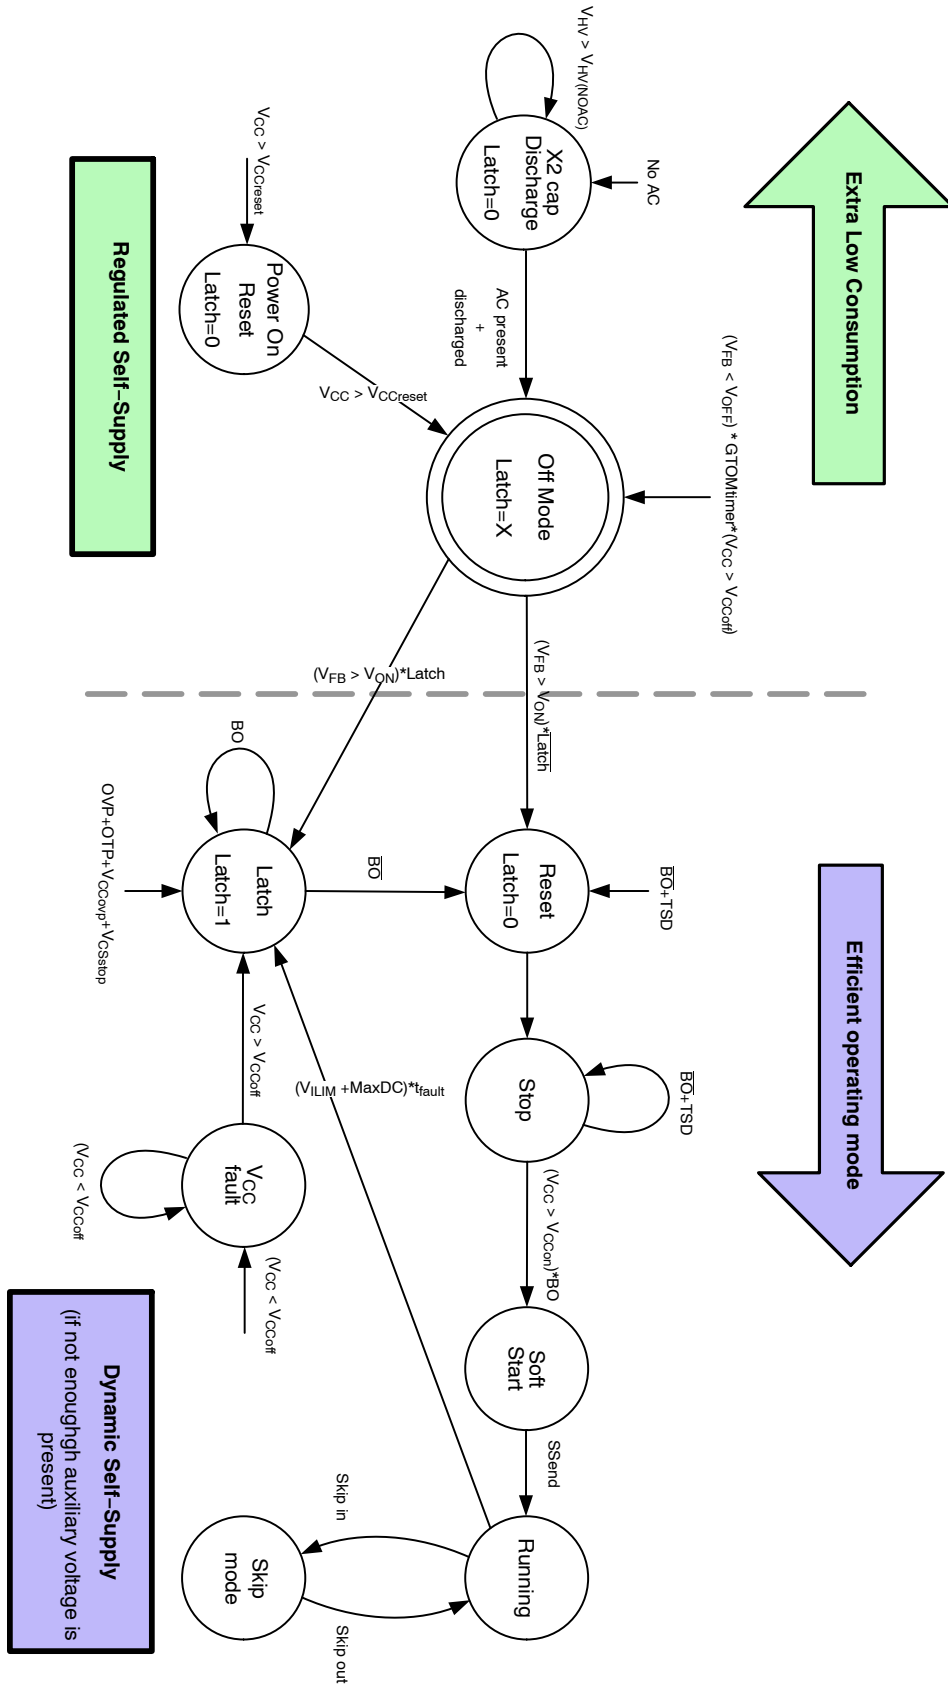 Extra Low Consumption
Efficient operating mode
(VFB < VOFF) * GTOMtimer*(VCC > VCCoff)
No AC
VHV > VHV(NOAC)
X2 cap
Discharge
Latch=0
AC present
+
discharged
Off Mode
Latch=X
(VFB > VON)*L̅a̅t̅c̅h̅
B̅O̅+TSD
Reset
Latch=0
B̅O̅+TSD
Stop
(VCC > VCCon)*BO
Soft
Start
SSend
Running
VCC > VCCreset
Power On
Reset
Latch=0
VCC > VCCreset
(VFB > VON)*Latch
BO
Latch
Latch=1
B̅O̅
OVP+OTP+VCCovp+VCSstop
VCC > VCCoff
(VILIM +MaxDC)*tfault
VCC
fault
(VCC < VCCoff
(VCC < VCCoff
Skip in
Skip out
Skip
mode
Regulated Self–Supply
Dynamic Self–Supply
(if not enoughgh auxiliary voltage is
present)